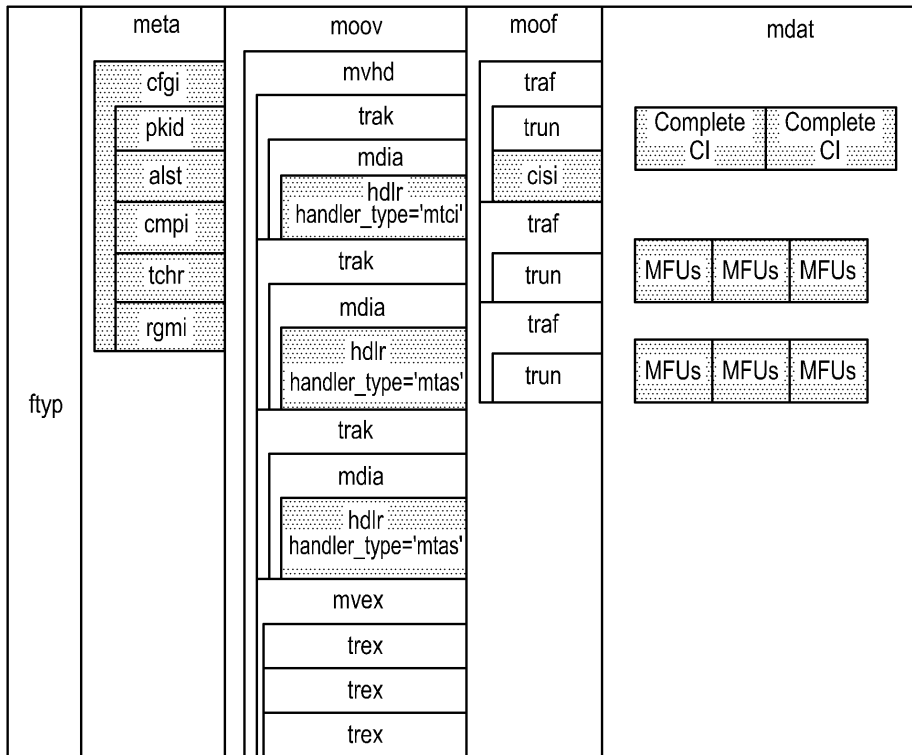 ftyp
meta
cfgi
pkid
alst
cmpi
tchr
rgmi
moov
mvhd
trak
mdia
hdlr
handler_type='mtci'
trak
mdia
hdlr
handler_type='mtas'
trak
mdia
hdlr
handler_type='mtas'
mvex
trex
trex
trex
moof
traf
trun
cisi
traf
trun
traf
trun
mdat
Complete
CI
Complete
CI
MFUs MFUs MFUs
MFUs MFUs MFUs